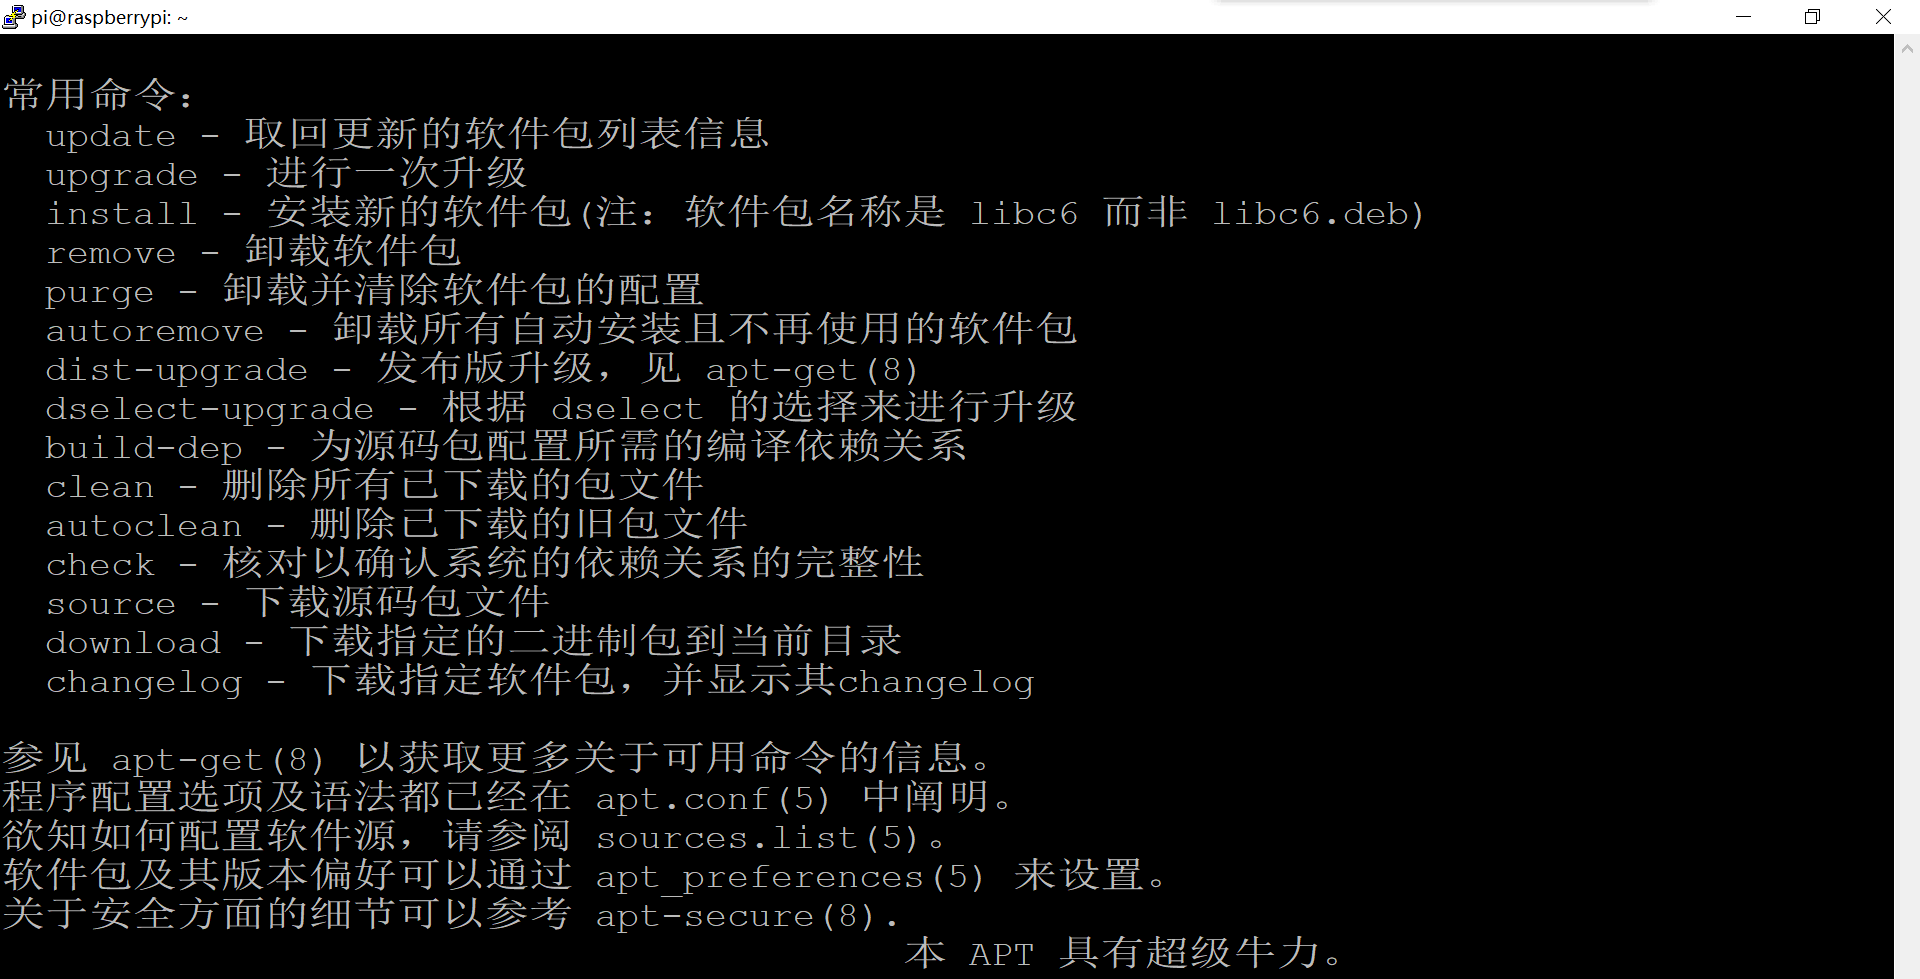 pi@raspberrypi: ~
常用命令：
update - 取回更新的软件包列表信息
upgrade - 进行一次升级
install - 安装新的软件包(注：软件包名称是 libc6 而非 libc6.deb)
remove - 卸载软件包
purge - 卸载并清除软件包的配置
autoremove - 卸载所有自动安装且不再使用的软件包
dist-upgrade - 发布版升级，见 apt-get(8)
dselect-upgrade - 根据 dselect 的选择来进行升级
build-dep - 为源码包配置所需的编译依赖关系
clean - 删除所有已下载的包文件
autoclean - 删除已下载的旧包文件
check - 核对以确认系统的依赖关系的完整性
source - 下载源码包文件
download - 下载指定的二进制包到当前目录
changelog - 下载指定软件包，并显示其changelog
参见 apt-get(8) 以获取更多关于可用命令的信息。
程序配置选项及语法都已经在 apt.conf(5) 中阐明。
欲知如何配置软件源，请参阅 sources.list(5)。
软件包及其版本偏好可以通过 apt_preferences(5) 来设置。
关于安全方面的细节可以参考 apt-secure(8).
本 APT 具有超级牛力。